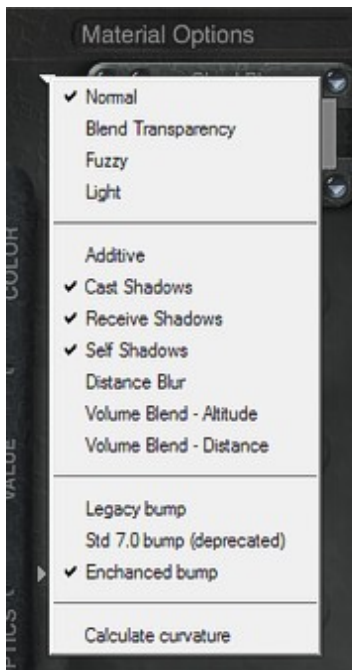 Material Options
Normal
Blend Transparency
Fuzzy
Light
Additive
Cast Shadows
Receive Shadows
Self Shadows
Distance Blur
Volume Blend - Altitude
Volume Blend - Distance
Legacy bump
Std 7.0 bump (deprecated)
Enchanced bump
Calculate curvature
COLOR
VALUE